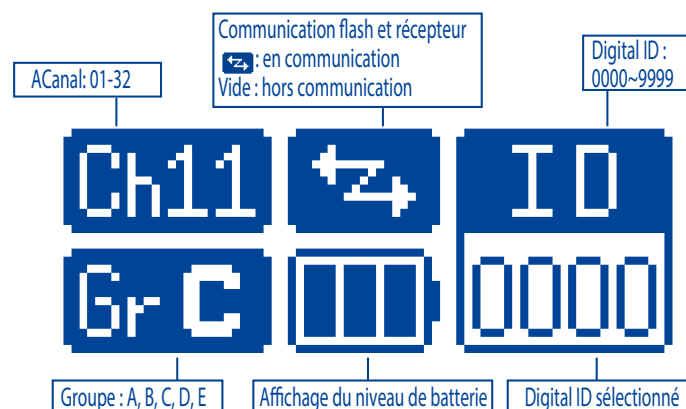 Communication flash et récepteur
: en communication
Vide : hors communication
Digital ID :
0000~9999
ACanal: 01-32
Ch11
ID
Gr C
0000
Groupe : A, B, C, D, E
Affichage du niveau de batterie
Digital ID sélectionné